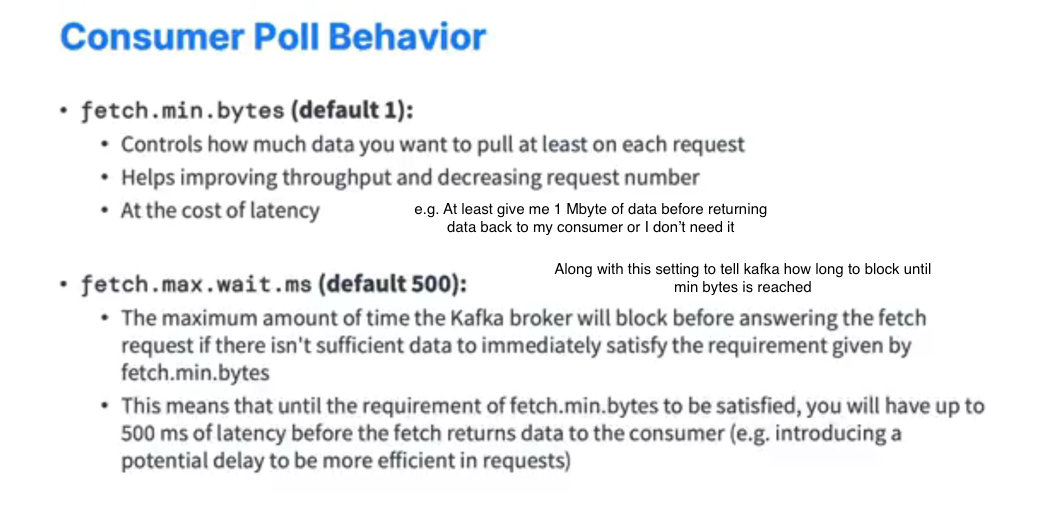 Consumer Poll Behavior
• fetch.min.bytes (default 1):
• Controls how much data you want to pull at least on each request
• Helps improving throughput and decreasing request number
• At the cost of latency
e.g. At least give me 1 Mbyte of data before returning
data back to my consumer or I don't need it
Along with this setting to tell kafka how long to block until
min bytes is reached
• fetch.max.wait.ms (default 500):
• The maximum amount of time the Kafka broker will block before answering the fetch
request if there isn't sufficient data to immediately satisfy the requirement given by
fetch.min.bytes
• This means that until the requirement of fetch.min.bytes to be satisfied, you will have up to
500 ms of latency before the fetch returns data to the consumer (e.g. introducing a
potential delay to be more efficient in requests)